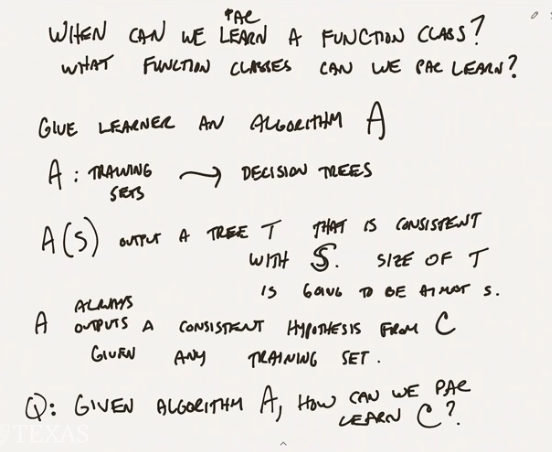 WHEN CAN WE PAC LEARN A FUNCTION CLASS?
WHAT FUNCTION CLASSES CAN WE PAC LEARN?
GIVE LEARNER AN ALGORITHM A
A : TRAINING SETS → DECISION TREES
A(S) OUTPUT A TREE T THAT IS CONSISTENT
WITH S. SIZE OF T
IS GOING TO BE AT MOST S.
A ALWAYS OUTPUTS A CONSISTENT HYPOTHESIS FROM C
GIVEN ANY TRAINING SET.
Q: GIVEN ALGORITHM A, HOW CAN WE PAC
LEARN C?
TEXAS